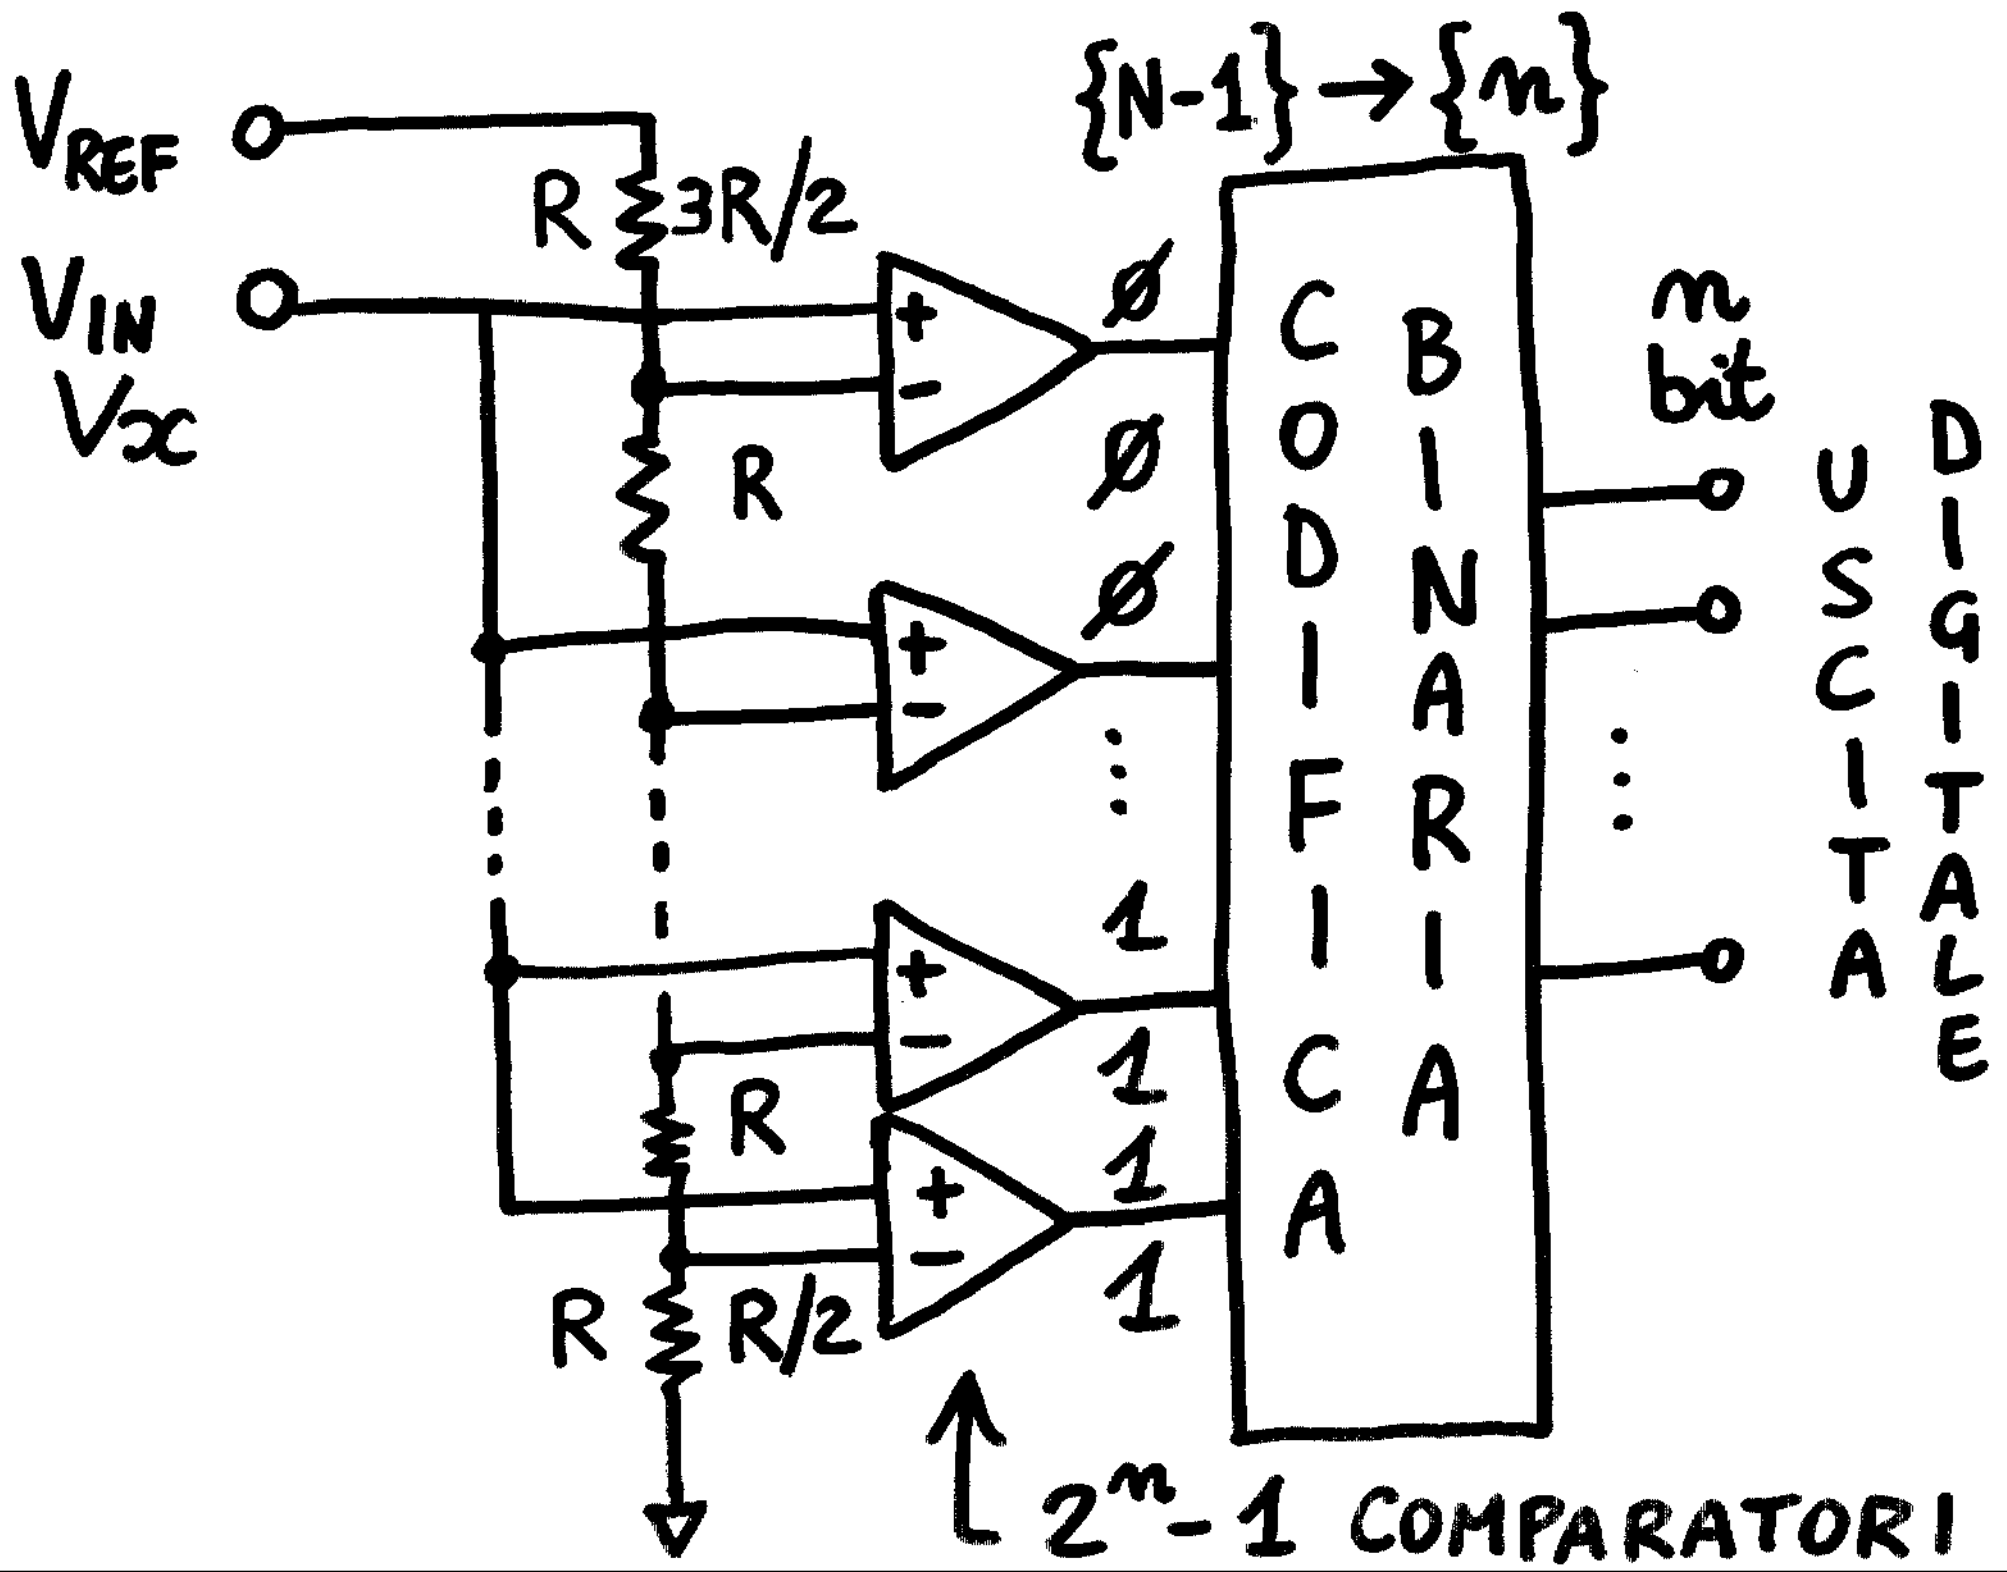 {N-1} → {n}
V_REF
R 3R/2
V_IN
Vx
+
-
Ø
R
Ø
Ø
+
-
1
+
-
1
R
1
+
-
1
R R/2
CODIFICA
BINARIA
n
bit
USCITA
DIGITALE
2^n-1 COMPARATORI